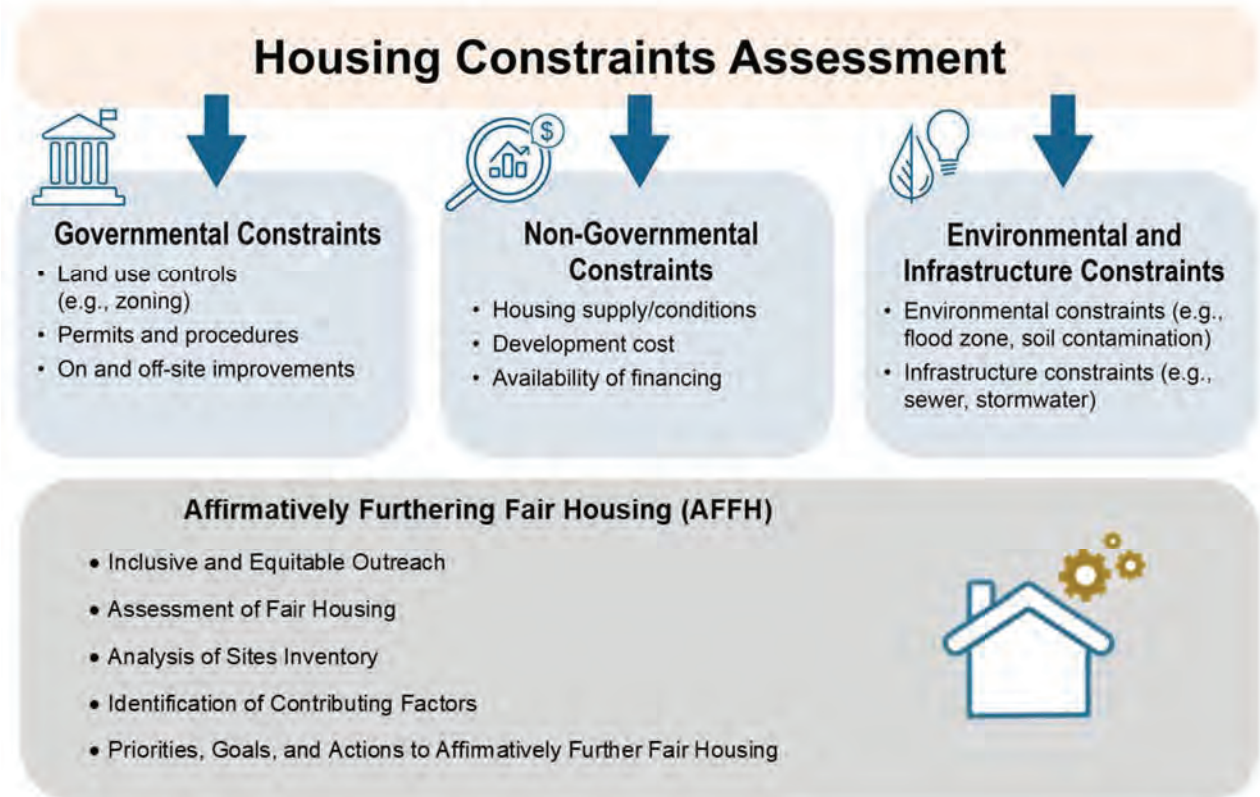 Housing Constraints Assessment
$
Governmental Constraints
• Land use controls
(e.g., zoning)
• Permits and procedures
• On and off-site improvements
Non-Governmental
Constraints
• Housing supply/conditions
• Development cost
• Availability of financing
Environmental and
Infrastructure Constraints
• Environmental constraints (e.g.,
flood zone, soil contamination)
• Infrastructure constraints (e.g.,
sewer, stormwater)
Affirmatively Furthering Fair Housing (AFFH)
• Inclusive and Equitable Outreach
• Assessment of Fair Housing
• Analysis of Sites Inventory
• Identification of Contributing Factors
• Priorities, Goals, and Actions to Affirmatively Further Fair Housing